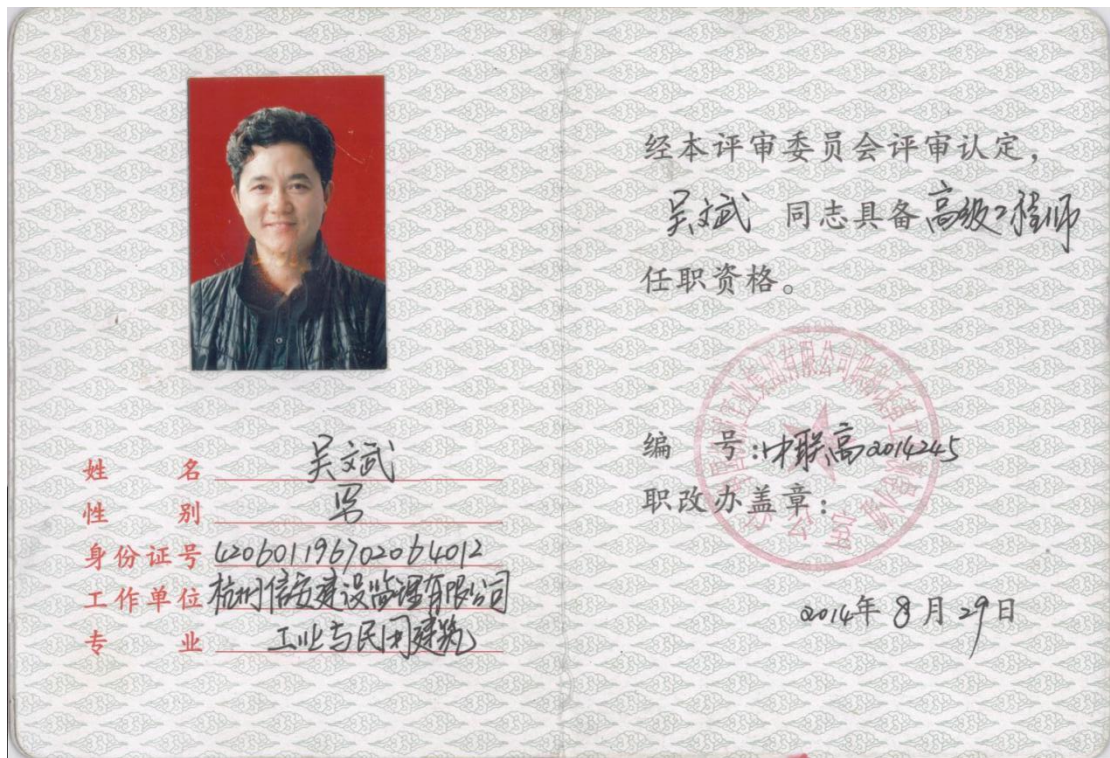 姓 名 吴文斌
性 别 男
身份证号 420601196702064012
工作单位 杭州信安建设监理有限公司
专 业 工业与民用建筑
经本评审委员会评审认定，
吴文斌 同志具备高级工程师
任职资格。
编 号：中联高2014245
职改办盖章：
2014年8月29日